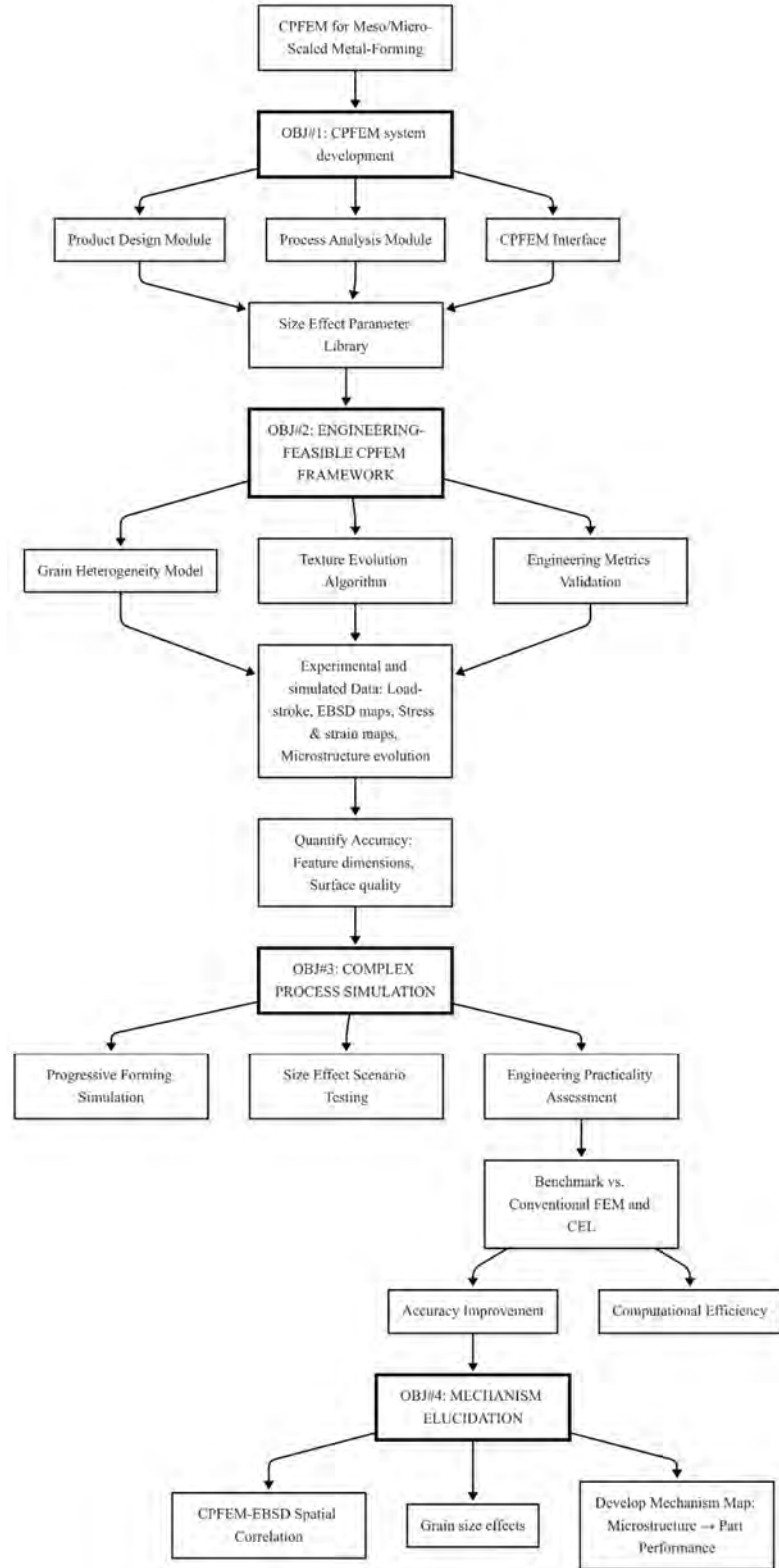 CPFEM for Meso/Micro-
Scaled Metal-Forming
OBJ#1: CPFEM system
development
Product Design Module
Process Analysis Module
CPFEM Interface
Size Effect Parameter
Library
OBJ#2: ENGINEERING-
FEASIBLE CPFEM
FRAMEWORK
Grain Heterogeneity Model
Texture Evolution
Algorithm
Engineering Metrics
Validation
Experimental and
simulated Data: Load-
stroke, EBSD maps, Stress
& strain maps,
Microstructure evolution
Quantify Accuracy:
Feature dimensions,
Surface quality
OBJ#3: COMPLEX
PROCESS SIMULATION
Progressive Forming
Simulation
Size Effect Scenario
Testing
Engineering Practicality
Assessment
Benchmark vs.
Conventional FEM and
CEL
Accuracy Improvement
Computational Efficiency
OBJ#4: MECHANISM
ELUCIDATION
CPFEM-EBSD Spatial
Correlation
Grain size effects
Develop Mechanism Map:
Microstructure → Part
Performance